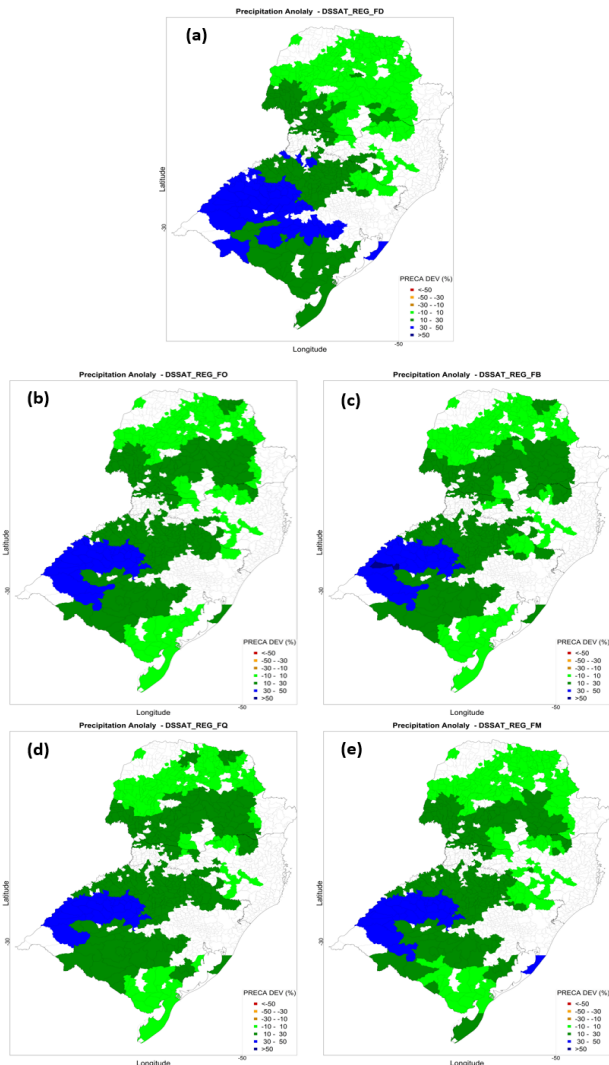 Precipitation Anolaly - DSSAT_REG_FD
(a)
Latitude
-30
PRECA DEV (%)
<-50
-50 - -30
-30 - -10
-10 - 10
10 - 30
30 - 50
>50
-50
Longitude
Precipitation Anolaly - DSSAT_REG_FO
(b)
Latitude
-30
PRECA DEV (%)
<-50
-50 - -30
-30 - -10
-10 - 10
10 - 30
30 - 50
>50
-50
Longitude
Precipitation Anolaly - DSSAT_REG_FB
(c)
Latitude
-30
PRECA DEV (%)
<-50
-50 - -30
-30 - -10
-10 - 10
10 - 30
30 - 50
>50
-50
Longitude
Precipitation Anolaly - DSSAT_REG_FQ
(d)
Latitude
-30
PRECA DEV (%)
<-50
-50 - -30
-30 - -10
-10 - 10
10 - 30
30 - 50
>50
-50
Longitude
Precipitation Anolaly - DSSAT_REG_FM
(e)
Latitude
-30
PRECA DEV (%)
<-50
-50 - -30
-30 - -10
-10 - 10
10 - 30
30 - 50
>50
-50
Longitude